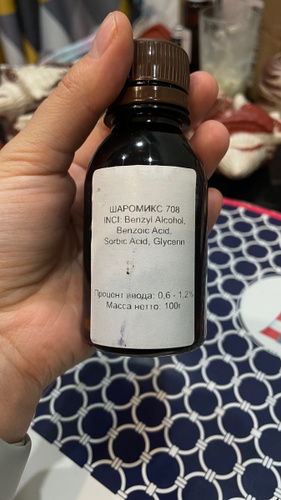 ШАРОМИКС 708
INCI: Benzyl Alcohol,
Benzoic Acid,
Sorbic Acid, Glycerin
Процент ввода: 0,6 - 1,2%
Масса нетто: 100г